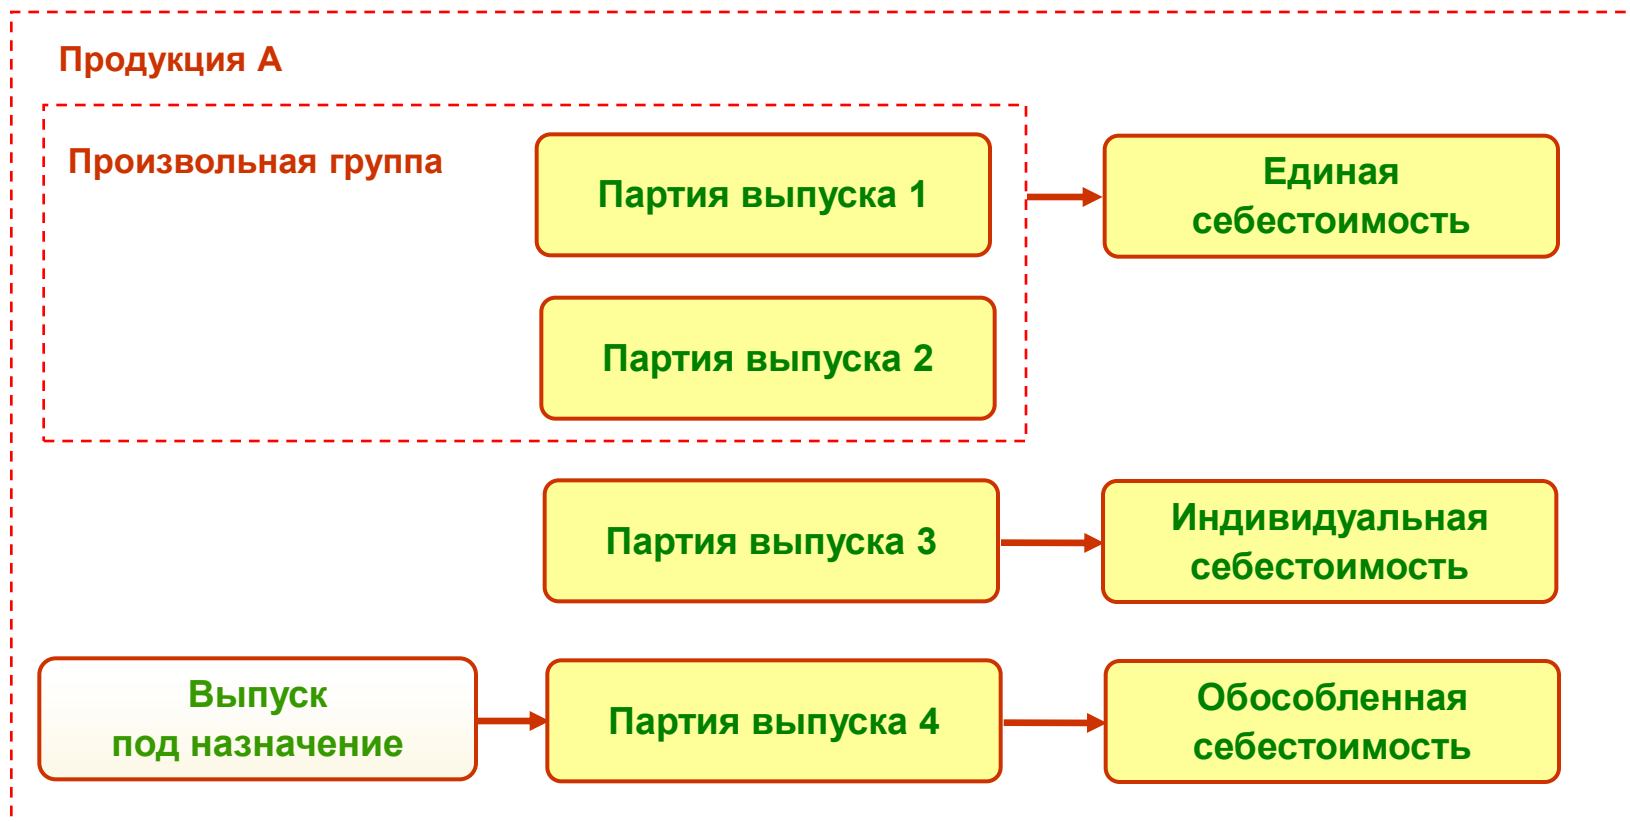 Продукция А
Произвольная группа
Партия выпуска 1
Единая
себестоимость
Партия выпуска 2
Партия выпуска 3
Индивидуальная
себестоимость
Выпуск
под назначение
Партия выпуска 4
Обособленная
себестоимость